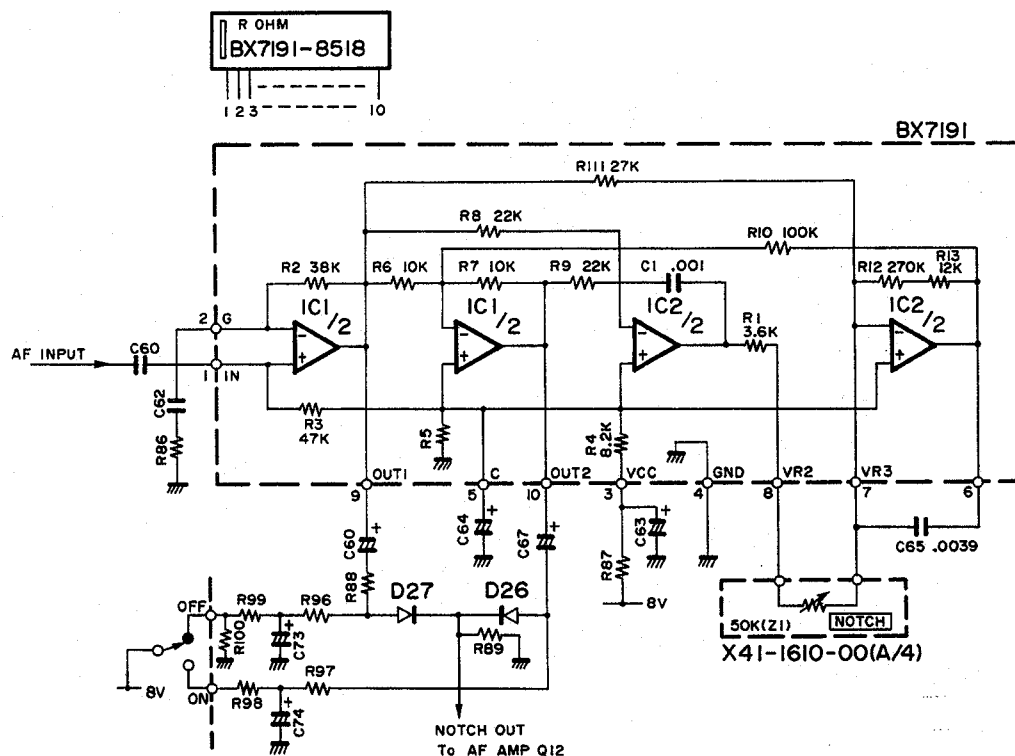 R OHM
BX7191-8518
1 2 3 10
BX7191
R111 27K
R8 22K
R10 100K
R2 38K
R6 10K
R7 10K
R9 22K
C1 .001
R12 270K
R13 12K
IC1/2
IC1/2
IC2/2
IC2/2
R1 3.6K
2 G
AF INPUT
C60
1 IN
C62
R86
R3 47K
R5
R4 8.2K
OUT1
9
C
5
OUT2
10
VCC
3
GND
4
VR2
8
VR3
7
6
C60
C64
C67
C63
C65 .0039
R88
R87
8V
D27
D26
50K(Z1)
NOTCH
X41-1610-00(A/4)
OFF
R99
R96
R100
C73
R89
8V
ON
R98
C74
R97
NOTCH OUT
To AF AMP Q12